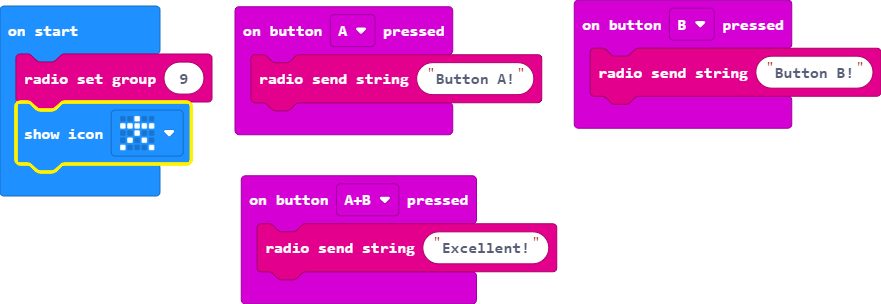 on start
radio set group 9
show icon
on button A pressed
radio send string "Button A!"
on button B pressed
radio send string "Button B!"
on button A+B pressed
radio send string "Excellent!"